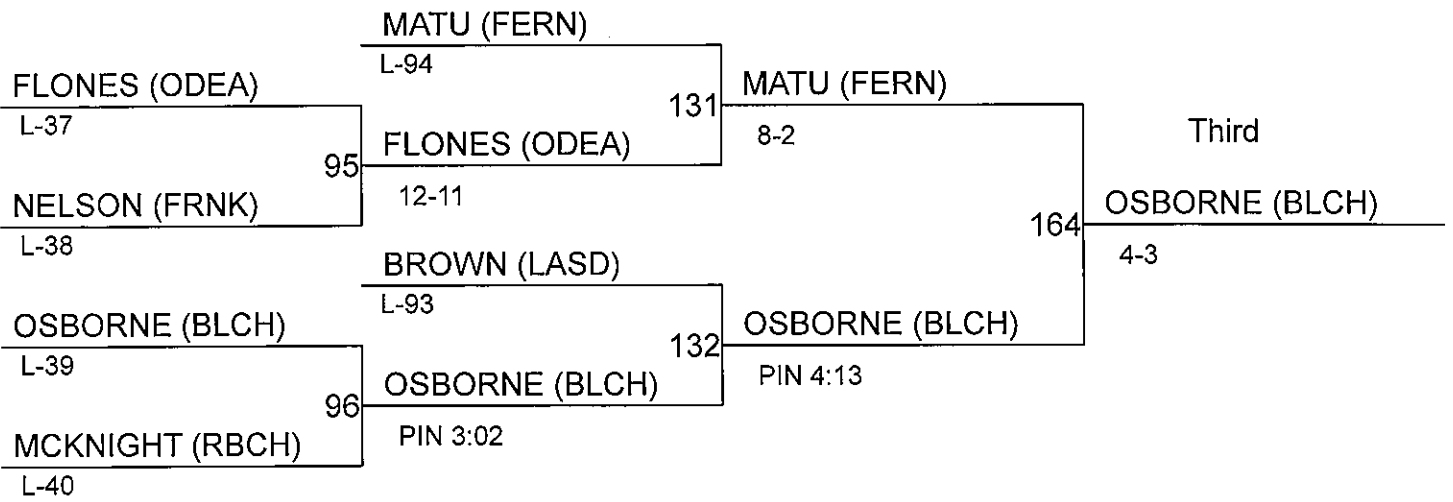 MATU (FERN)
L-94
FLONES (ODEA)
L-37
131
MATU (FERN)
8-2
Third
95
FLONES (ODEA)
12-11
NELSON (FRNK)
L-38
164
OSBORNE (BLCH)
4-3
BROWN (LASD)
L-93
OSBORNE (BLCH)
L-39
132
OSBORNE (BLCH)
PIN 4:13
96
OSBORNE (BLCH)
PIN 3:02
MCKNIGHT (RBCH)
L-40